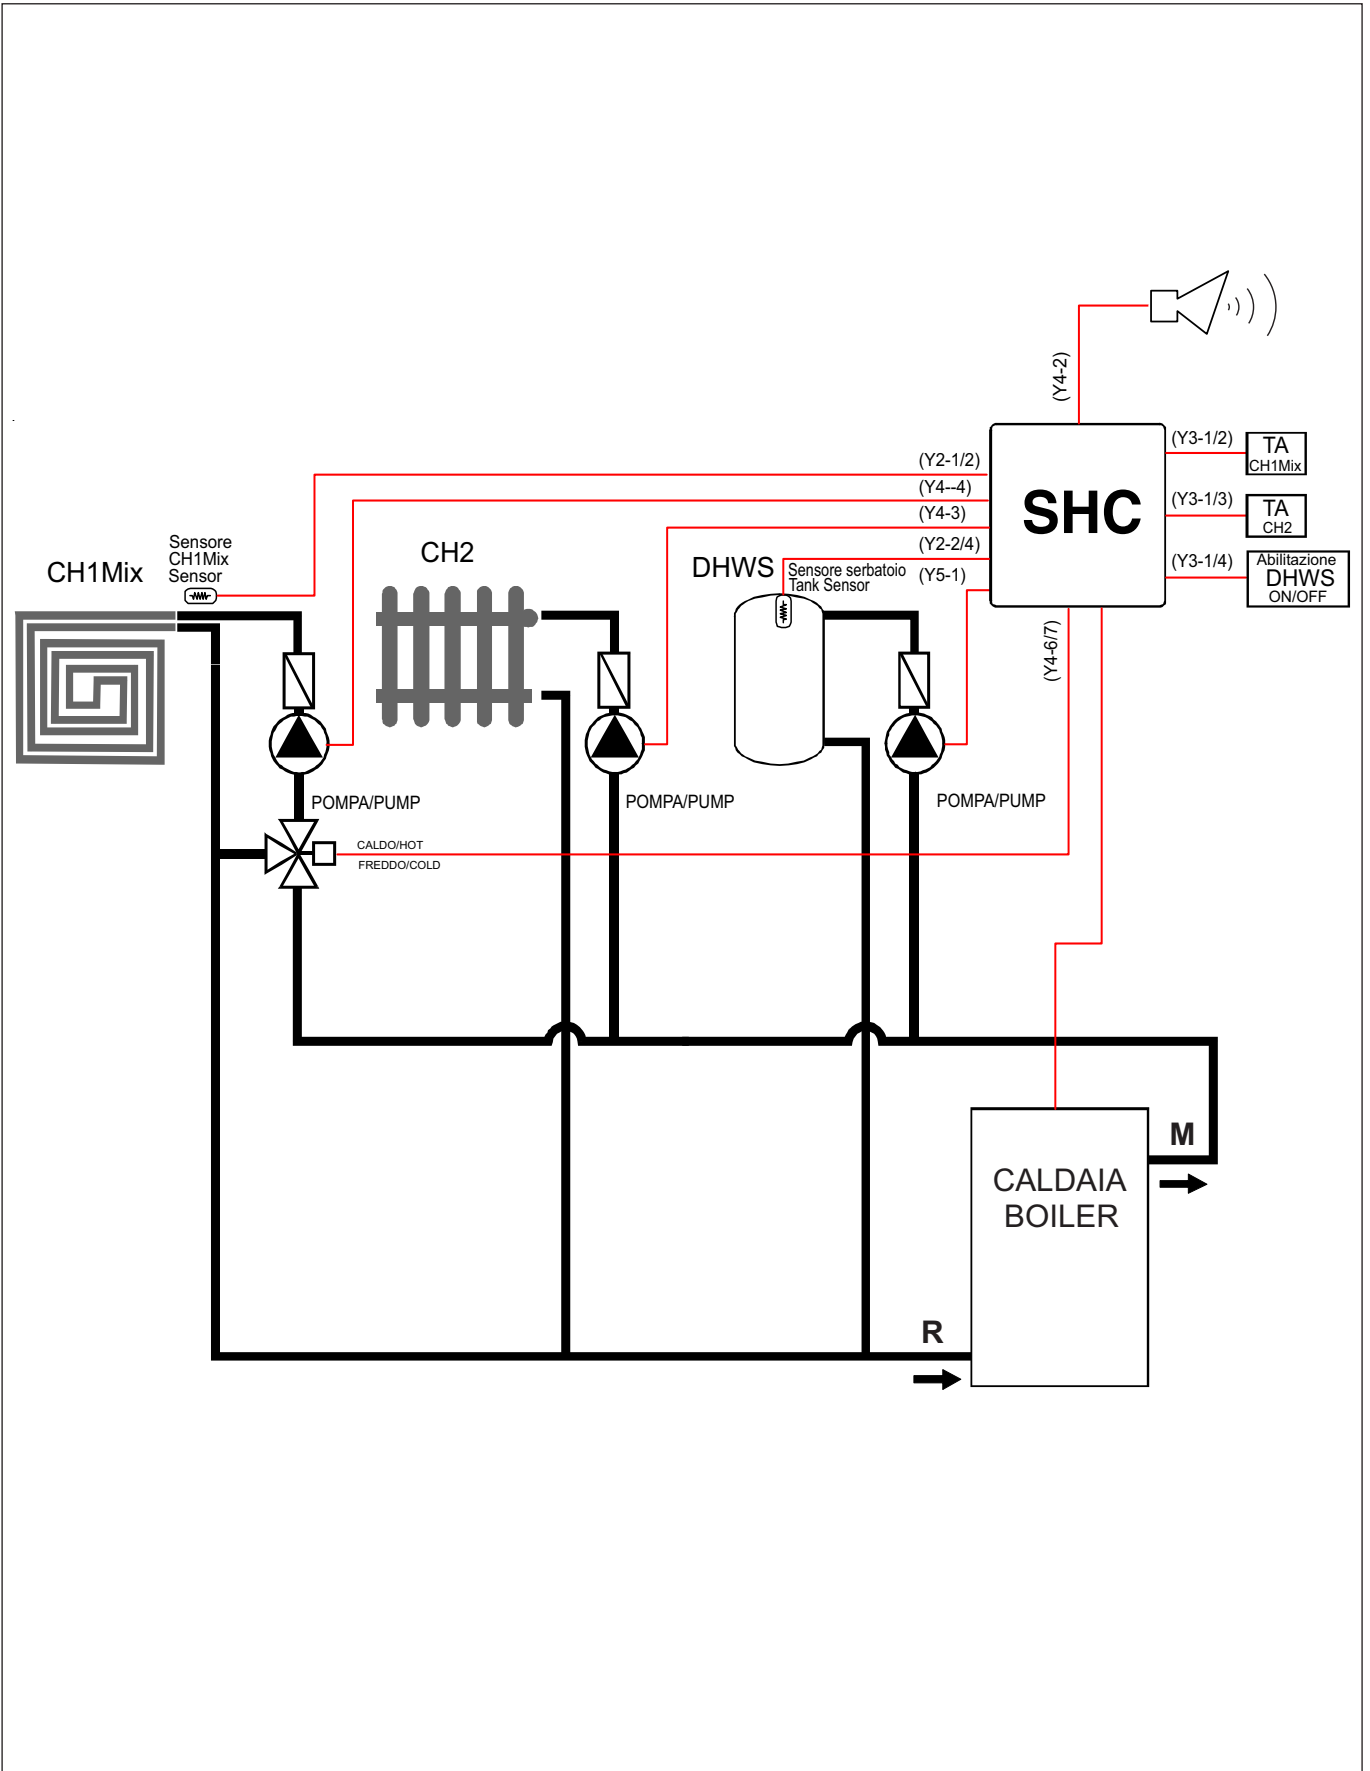 (Y4-2)
(Y2-1/2)
(Y4--4)
(Y4-3)
(Y2-2/4)
(Y5-1)
SHC
(Y3-1/2)
TA
CH1Mix
(Y3-1/3)
TA
CH2
(Y3-1/4)
Abilitazione
DHWS
ON/OFF
(Y4-6/7)
Sensore
CH1Mix
Sensor
CH1Mix
CH2
DHWS
Sensore serbatoio
Tank Sensor
POMPA/PUMP
POMPA/PUMP
POMPA/PUMP
CALDO/HOT
FREDDO/COLD
M
CALDAIA
BOILER
R